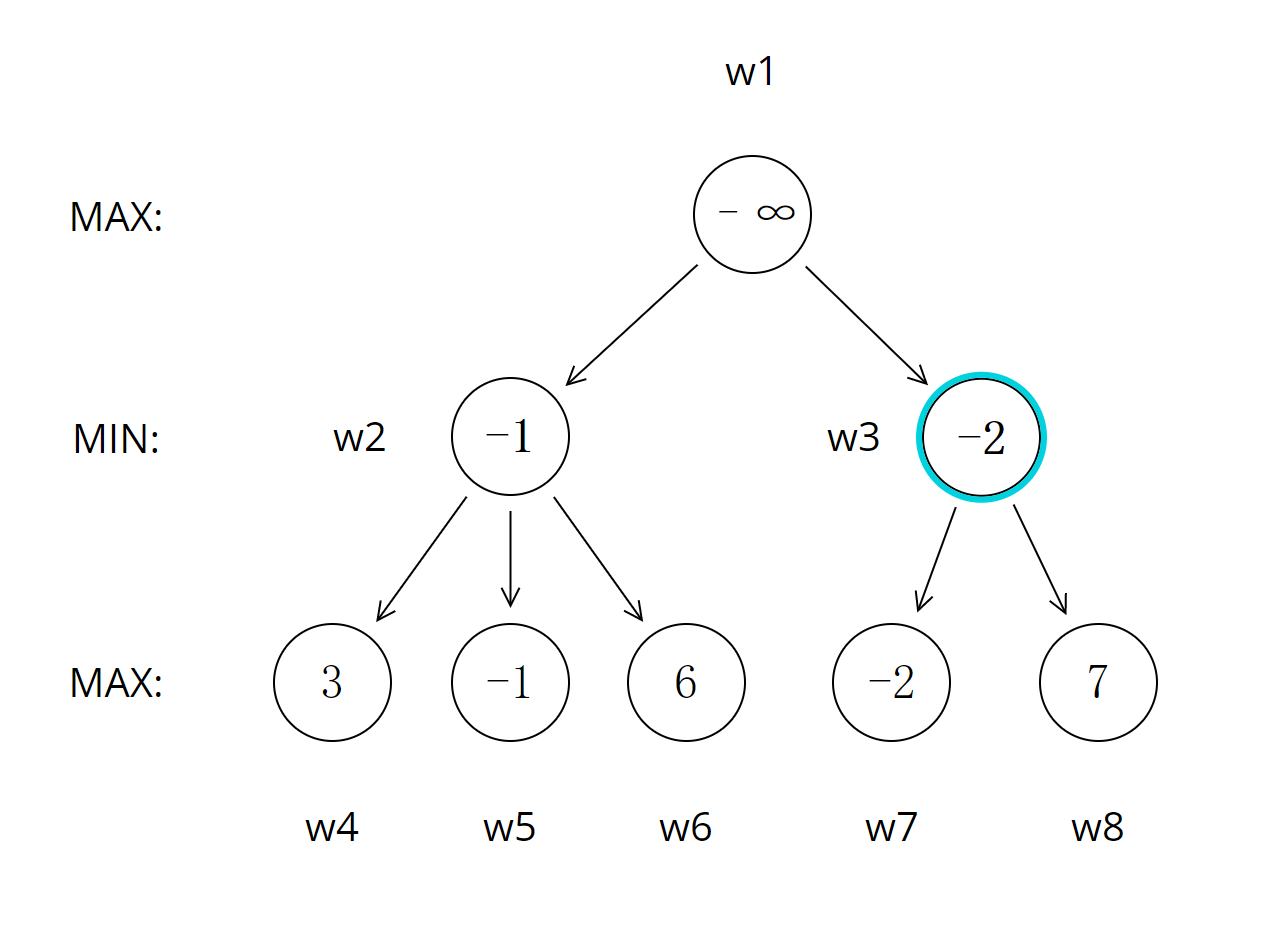 w1
MAX: − ∞
MIN: w2 −1 w3 −2
MAX: 3 −1 6 −2 7
w4 w5 w6 w7 w8